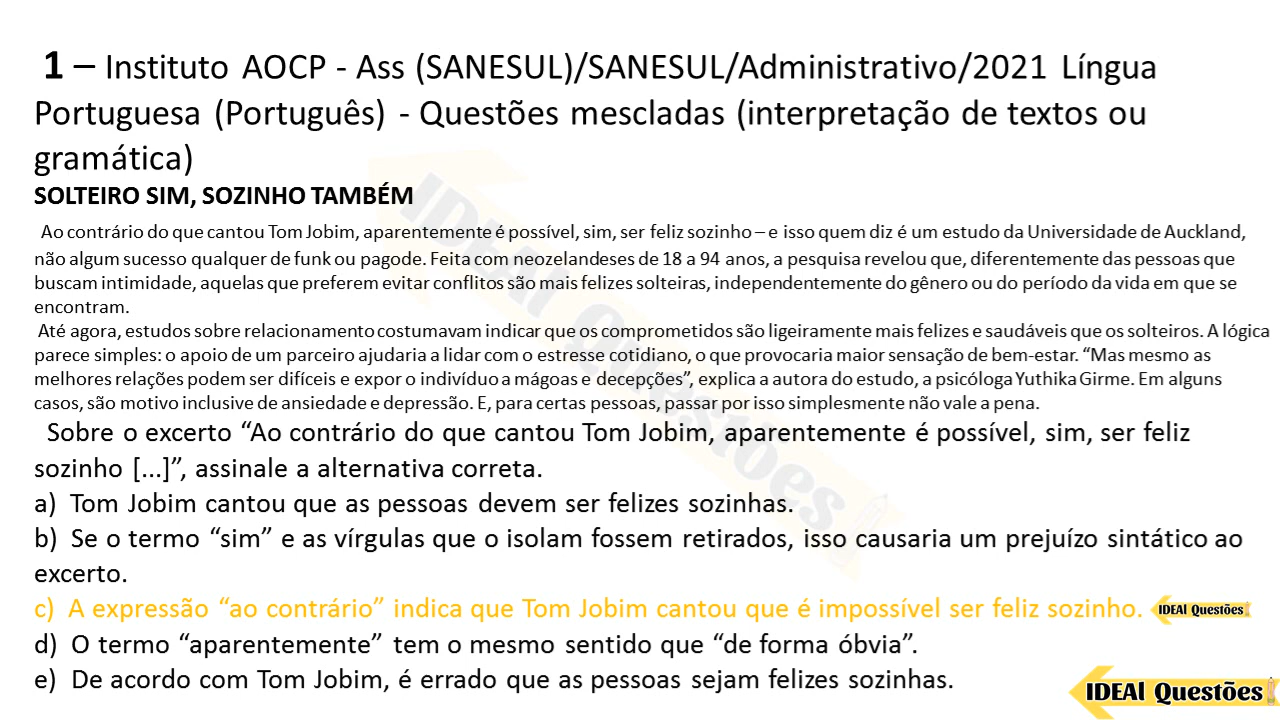 1 – Instituto AOCP - Ass (SANESUL)/SANESUL/Administrativo/2021 Língua
Portuguesa (Português) - Questões mescladas (interpretação de textos ou
gramática)
SOLTEIRO SIM, SOZINHO TAMBÉM
Ao contrário do que cantou Tom Jobim, aparentemente é possível, sim, ser feliz sozinho – e isso quem diz é um estudo da Universidade de Auckland,
não algum sucesso qualquer de funk ou pagode. Feita com neozelandeses de 18 a 94 anos, a pesquisa revelou que, diferentemente das pessoas que
buscam intimidade, aquelas que preferem evitar conflitos são mais felizes solteiras, independentemente do gênero ou do período da vida em que se
encontram.
Até agora, estudos sobre relacionamento costumavam indicar que os comprometidos são ligeiramente mais felizes e saudáveis que os solteiros. A lógica
parece simples: o apoio de um parceiro ajudaria a lidar com o estresse cotidiano, o que provocaria maior sensação de bem-estar. “Mas mesmo as
melhores relações podem ser difíceis e expor o indivíduo a mágoas e decepções”, explica a autora do estudo, a psicóloga Yuthika Girme. Em alguns
casos, são motivo inclusive de ansiedade e depressão. E, para certas pessoas, passar por isso simplesmente não vale a pena.
Sobre o excerto “Ao contrário do que cantou Tom Jobim, aparentemente é possível, sim, ser feliz
sozinho [...]”, assinale a alternativa correta.
a) Tom Jobim cantou que as pessoas devem ser felizes sozinhas.
b) Se o termo “sim” e as vírgulas que o isolam fossem retirados, isso causaria um prejuízo sintático ao
excerto.
c) A expressão “ao contrário” indica que Tom Jobim cantou que é impossível ser feliz sozinho.
IDEAl Questões
d) O termo “aparentemente” tem o mesmo sentido que “de forma óbvia”.
e) De acordo com Tom Jobim, é errado que as pessoas sejam felizes sozinhas.
IDEAl Questões
IDEAl Questões